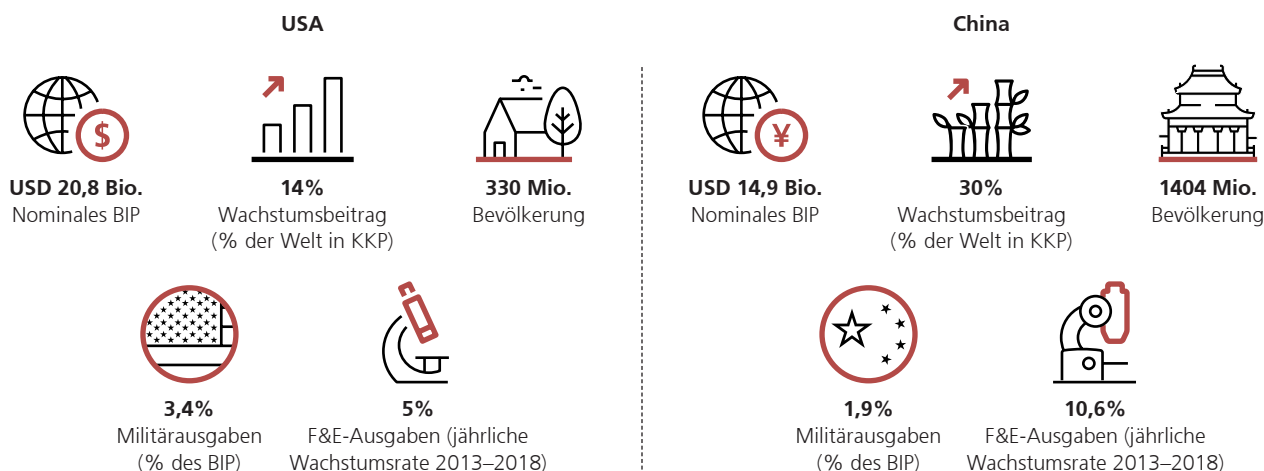 USA
$
USD 20,8 Bio.
Nominales BIP
14%
Wachstumsbeitrag
(% der Welt in KKP)
330 Mio.
Bevölkerung
3,4%
Militärausgaben
(% des BIP)
5%
F&E-Ausgaben (jährliche
Wachstumsrate 2013–2018)
China
¥
USD 14,9 Bio.
Nominales BIP
30%
Wachstumsbeitrag
(% der Welt in KKP)
1404 Mio.
Bevölkerung
1,9%
Militärausgaben
(% des BIP)
10,6%
F&E-Ausgaben (jährliche
Wachstumsrate 2013–2018)